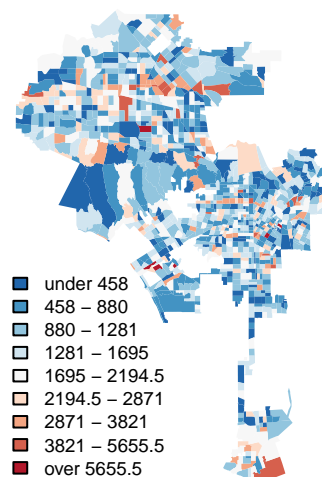 under 458
458 – 880
880 – 1281
1281 – 1695
1695 – 2194.5
2194.5 – 2871
2871 – 3821
3821 – 5655.5
over 5655.5